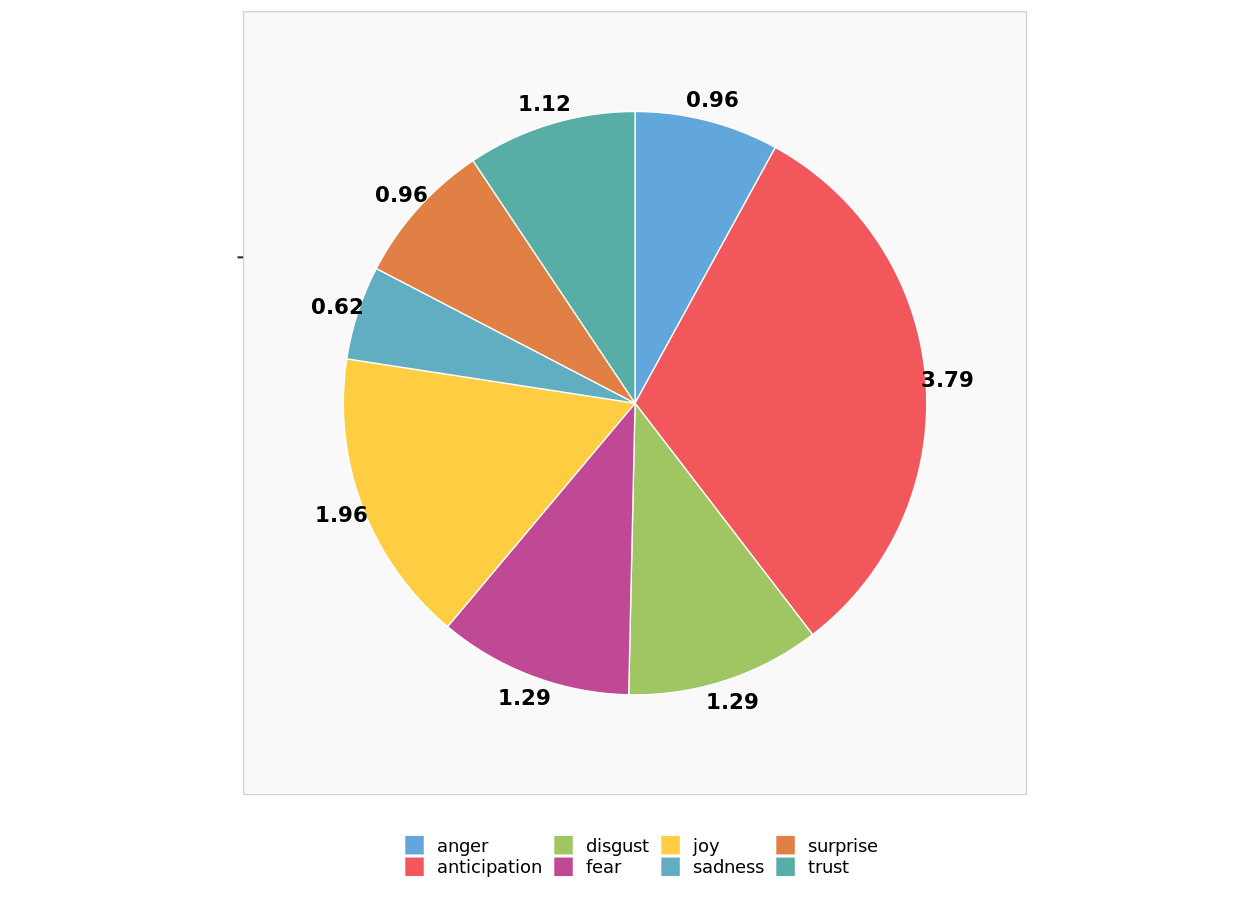 1.12
0.96
0.96
0.62
3.79
1.96
1.29
1.29
anger
disgust
joy
surprise
anticipation
fear
sadness
trust